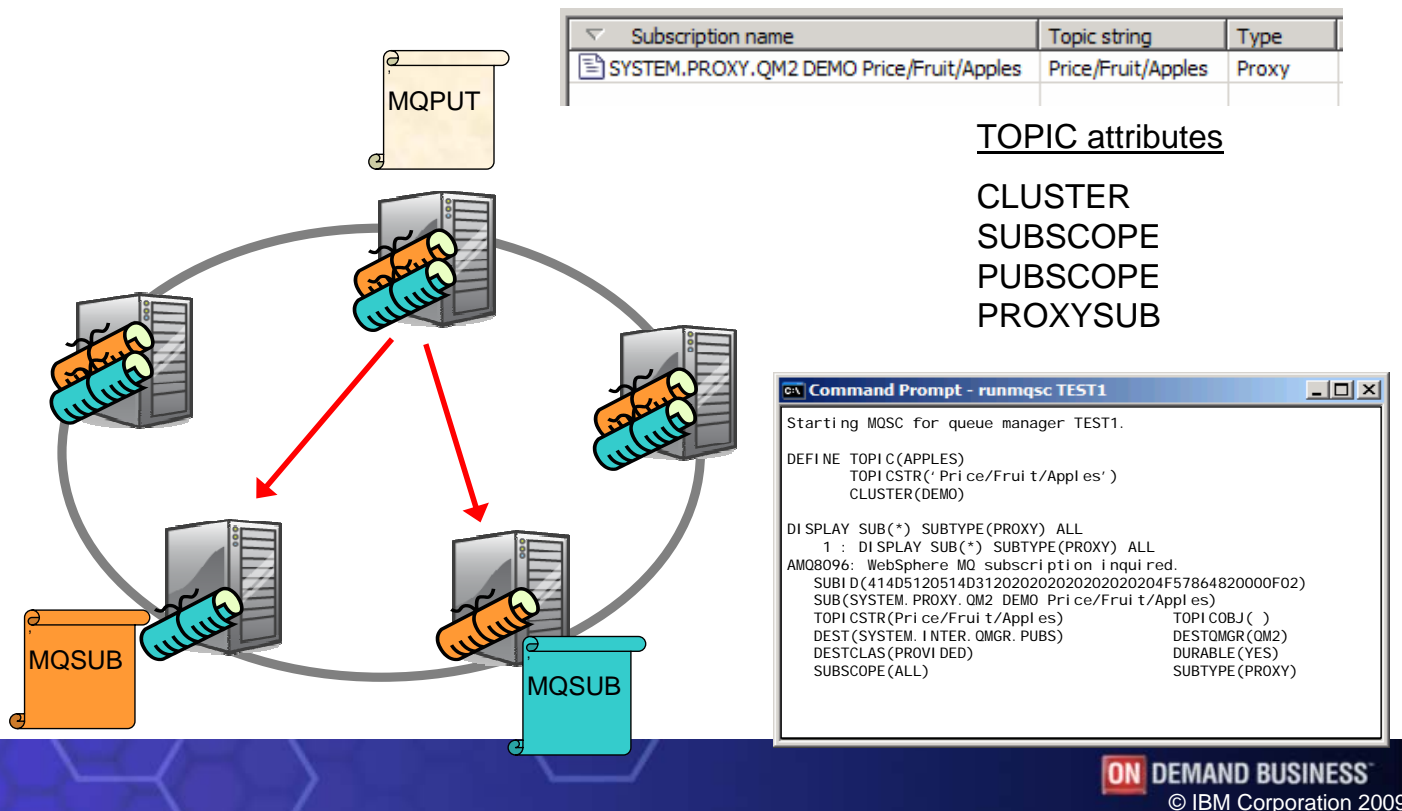 Subscription name Topic string Type
SYSTEM.PROXY.QM2 DEMO Price/Fruit/Apples Price/Fruit/Apples Proxy
MQPUT
TOPIC attributes
CLUSTER
SUBSCOPE
PUBSCOPE
PROXYSUB
Command Prompt - runmqsc TEST1
Starting MQSC for queue manager TEST1.
DEFINE TOPIC(APPLES)
TOPICSTR('Price/Fruit/Apples')
CLUSTER(DEMO)
DISPLAY SUB(*) SUBTYPE(PROXY) ALL
1 : DISPLAY SUB(*) SUBTYPE(PROXY) ALL
AMQ8096: WebSphere MQ subscription inquired.
SUBID(414D5120514D312020202020202020204F57864820000F02)
SUB(SYSTEM.PROXY.QM2 DEMO Price/Fruit/Apples)
TOPICSTR(Price/Fruit/Apples) TOPICOBJ( )
DEST(SYSTEM.INTER.QMGR.PUBS) DESTQMGR(QM2)
DESTCLAS(PROVIDED) DURABLE(YES)
SUBSCOPE(ALL) SUBTYPE(PROXY)
MQSUB
MQSUB
ON DEMAND BUSINESS™
© IBM Corporation 2009